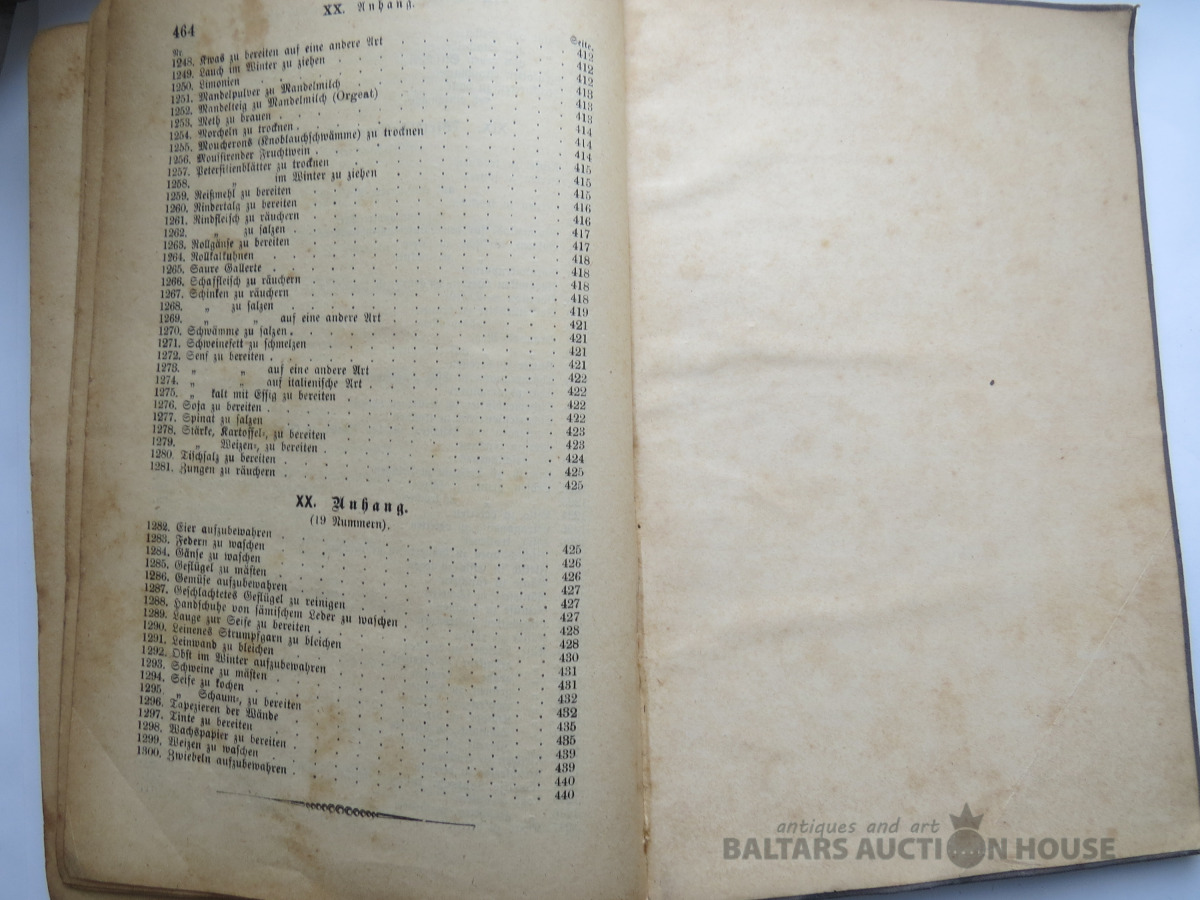 464
XX. Anhang.
Nr.
Seite.
1248. Kwas zu bereiten auf eine andere Art 412
1249. Lauch im Winter zu ziehen 412
1250. Limonien 412
1251. Mandelpulver zu Mandelmilch 413
1252. Mandelteig zu Mandelmilch (Orgeat) 413
1253. Meth zu brauen 413
1254. Morcheln zu trocknen 414
1255. Moucherons (Knoblauchschwämme) zu trocknen 414
1256. Moussirender Fruchtwein 414
1257. Petersilienblätter zu trocknen 415
1258. „ im Winter zu ziehen 415
1259. Reißmehl zu bereiten 415
1260. Rindertalg zu bereiten 416
1261. Rindfleisch zu räuchern 416
1262. „ zu salzen 417
1263. Rollgänse zu bereiten 417
1264. Rollkalkuhnen 418
1265. Saure Gallerte 418
1266. Schaffleisch zu räuchern 418
1267. Schinken zu räuchern 418
1268. „ zu salzen 419
1269. „ „ auf eine andere Art 421
1270. Schwämme zu salzen 421
1271. Schweinefett zu schmelzen 421
1272. Senf zu bereiten 421
1273. „ „ auf eine andere Art 422
1274. „ „ auf italienische Art 422
1275. „ kalt mit Essig zu bereiten 422
1276. Soja zu bereiten 422
1277. Spinat zu salzen 423
1278. Stärke, Kartoffel-, zu bereiten 423
1279. „ Weizen-, zu bereiten 424
1280. Tischsalz zu bereiten 425
1281. Zungen zu räuchern 425
XX. Anhang.
(19 Nummern).
1282. Eier aufzubewahren 425
1283. Federn zu waschen 426
1284. Gänse zu waschen 426
1285. Geflügel zu mästen 427
1286. Gemüse aufzubewahren 427
1287. Geschlachtetes Geflügel zu reinigen 427
1288. Handschuhe von sämischem Leder zu waschen 428
1289. Lauge zur Seife zu bereiten 428
1290. Leinenes Strumpfgarn zu bleichen 430
1291. Leinwand zu bleichen 431
1292. Obst im Winter aufzubewahren 431
1293. Schweine zu mästen 432
1294. Seife zu kochen 432
1295. „ Schaum-, zu bereiten 435
1296. Tapezieren der Wände 435
1297. Tinte zu bereiten 439
1298. Wachspapier zu bereiten 439
1299. Weizen zu waschen 440
1300. Zwiebeln aufzubewahren 440
antiques and art
BALTARS AUCTION HOUSE